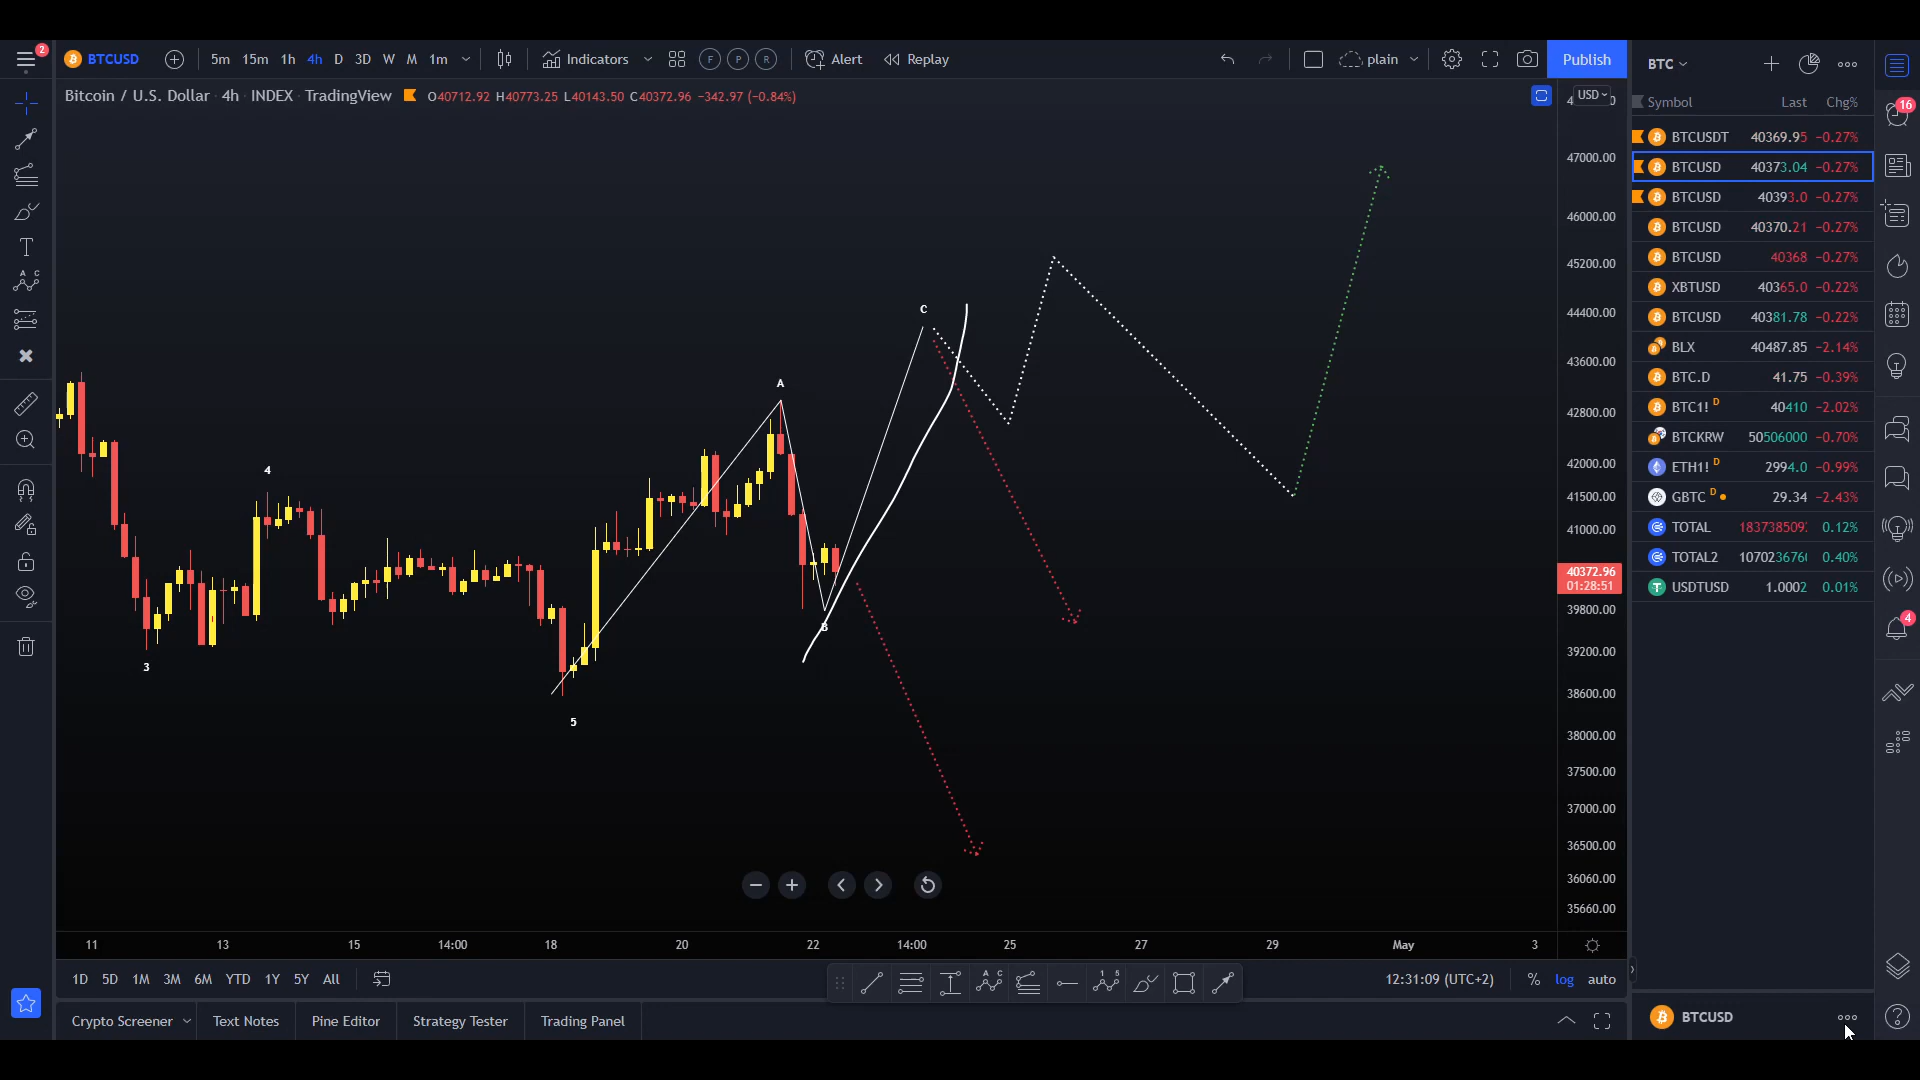 2
BTCUSD
5m 15m 1h 4h D 3D W M 1m
Indicators
F P R
Alert
Replay
plain
Publish
Bitcoin / U.S. Dollar · 4h · INDEX · TradingView
O40712.92 H40773.25 L40143.50 C40372.96 −342.97 (−0.84%)
USD
47000.00
46000.00
45200.00
44400.00
43600.00
42800.00
42000.00
41500.00
41000.00
40372.96
01:28:51
39800.00
39200.00
38600.00
38000.00
37500.00
37000.00
36500.00
36060.00
35660.00
C
A
4
B
3
5
11 13 15 14:00 18 20 22 14:00 25 27 29 May 3
1D 5D 1M 3M 6M YTD 1Y 5Y All
12:31:09 (UTC+2)
% log auto
Crypto Screener
Text Notes
Pine Editor
Strategy Tester
Trading Panel
BTC
Symbol Last Chg%
BTCUSDT 40369.95 −0.27%
BTCUSD 40373.04 −0.27%
BTCUSD 40393.0 −0.27%
BTCUSD 40370.21 −0.27%
BTCUSD 40368 −0.27%
XBTUSD 40365.0 −0.22%
BTCUSD 40381.78 −0.22%
BLX 40487.85 −2.14%
BTC.D 41.75 −0.39%
BTC1! D 40410 −2.02%
BTCKRW 50506000 −0.70%
ETH1! D 2994.0 −0.99%
GBTC D 29.34 −2.43%
TOTAL 0.12%
TOTAL2 0.40%
USDTUSD 1.0002 0.01%
BTCUSD
16
4